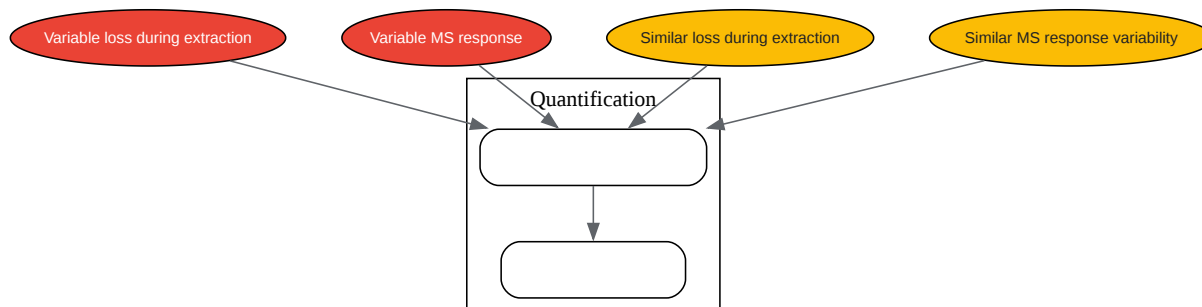 Variable loss during extraction
Variable MS response
Similar loss during extraction
Similar MS response variability
Quantification